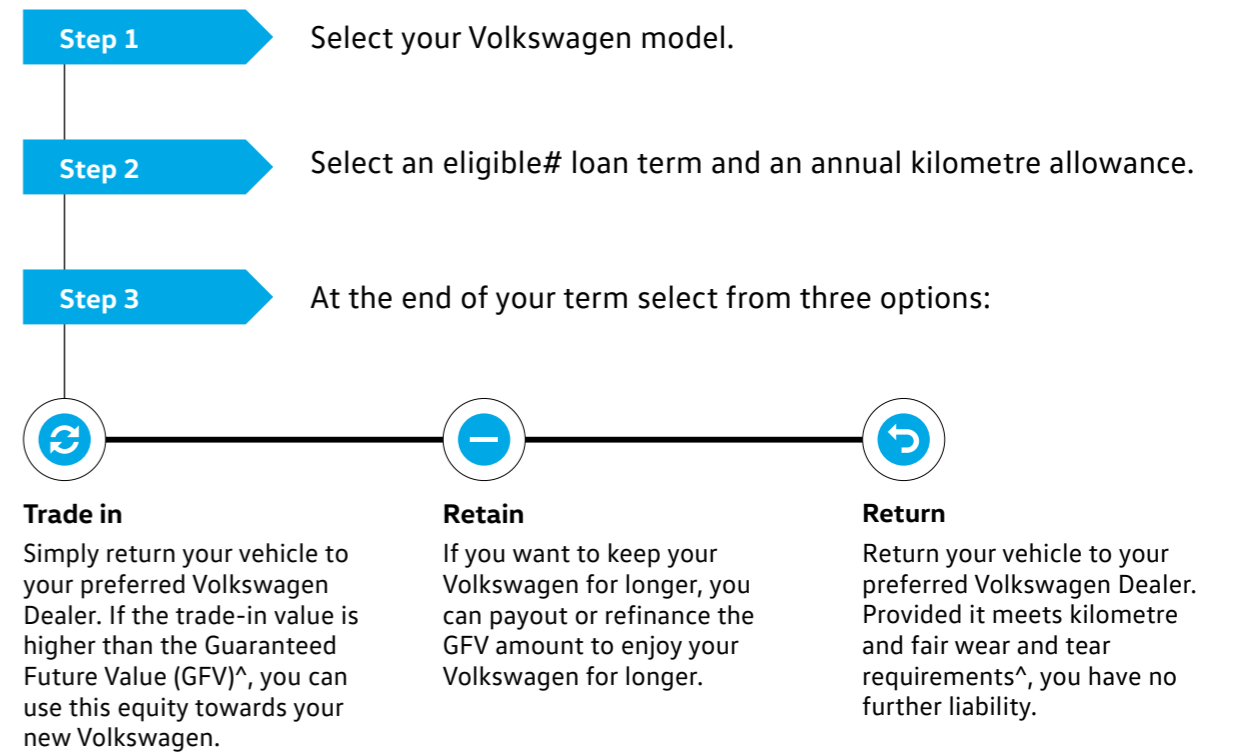 Step 1
Select your Volkswagen model.
Step 2
Select an eligible# loan term and an annual kilometre allowance.
Step 3
At the end of your term select from three options:
Trade in
Simply return your vehicle to
your preferred Volkswagen
Dealer. If the trade-in value is
higher than the Guaranteed
Future Value (GFV)^, you can
use this equity towards your
new Volkswagen.
Retain
If you want to keep your
Volkswagen for longer, you
can payout or refinance the
GFV amount to enjoy your
Volkswagen for longer.
Return
Return your vehicle to your
preferred Volkswagen Dealer.
Provided it meets kilometre
and fair wear and tear
requirements^, you have no
further liability.